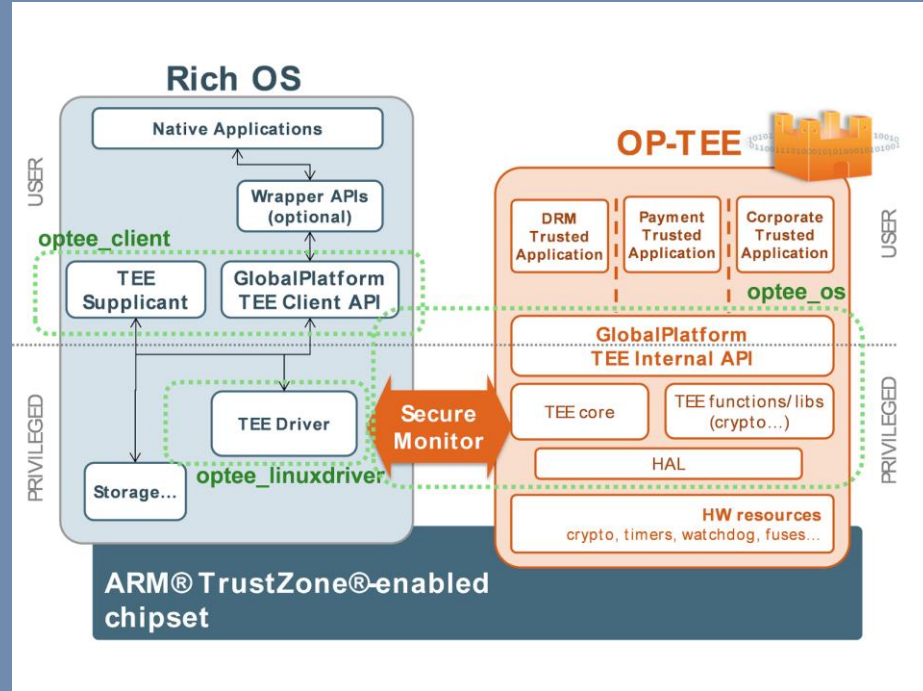 Rich OS
USER
PRIVILEGED
Native Applications
Wrapper APIs
(optional)
optee_client
TEE
Supplicant
GlobalPlatform
TEE Client API
TEE Driver
optee_linuxdriver
Storage...
Secure
Monitor
OP-TEE
USER
PRIVILEGED
DRM
Trusted
Application
Payment
Trusted
Application
Corporate
Trusted
Application
optee_os
GlobalPlatform
TEE Internal API
TEE core
TEE functions/ libs
(crypto...)
HAL
HW resources
crypto, timers, watchdog, fuses...
ARM® TrustZone®-enabled
chipset